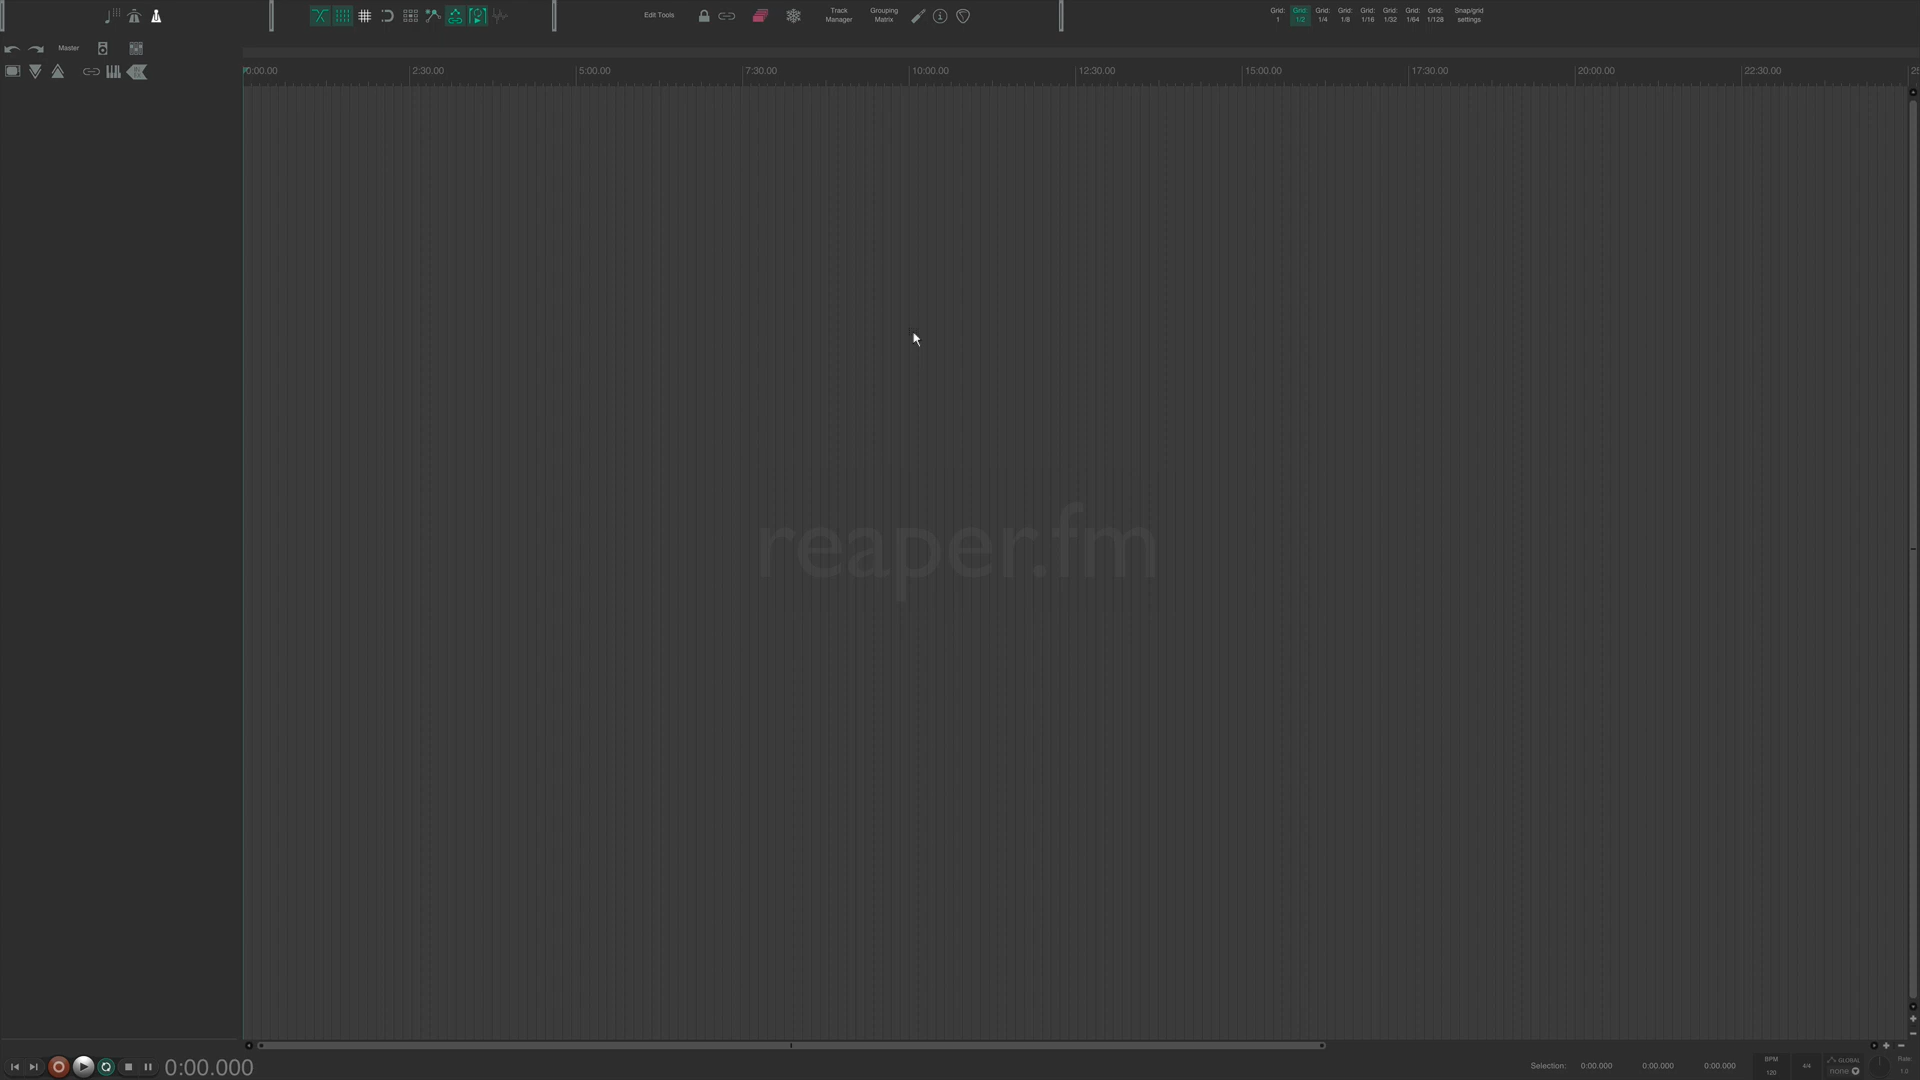 Edit Tools
Track
Manager
Grouping
Matrix
Grid:
1
Grid:
1/2
Grid:
1/4
Grid:
1/8
Grid:
1/16
Grid:
1/32
Grid:
1/64
Grid:
1/128
Snap/grid
settings
Master
0:00.00
2:30.00
5:00.00
7:30.00
10:00.00
12:30.00
15:00.00
17:30.00
20:00.00
22:30.00
reaper.fm
0:00.000
Selection:
0:00.000
0:00.000
0:00.000
BPM
120
4/4
GLOBAL
none
Rate:
1.0